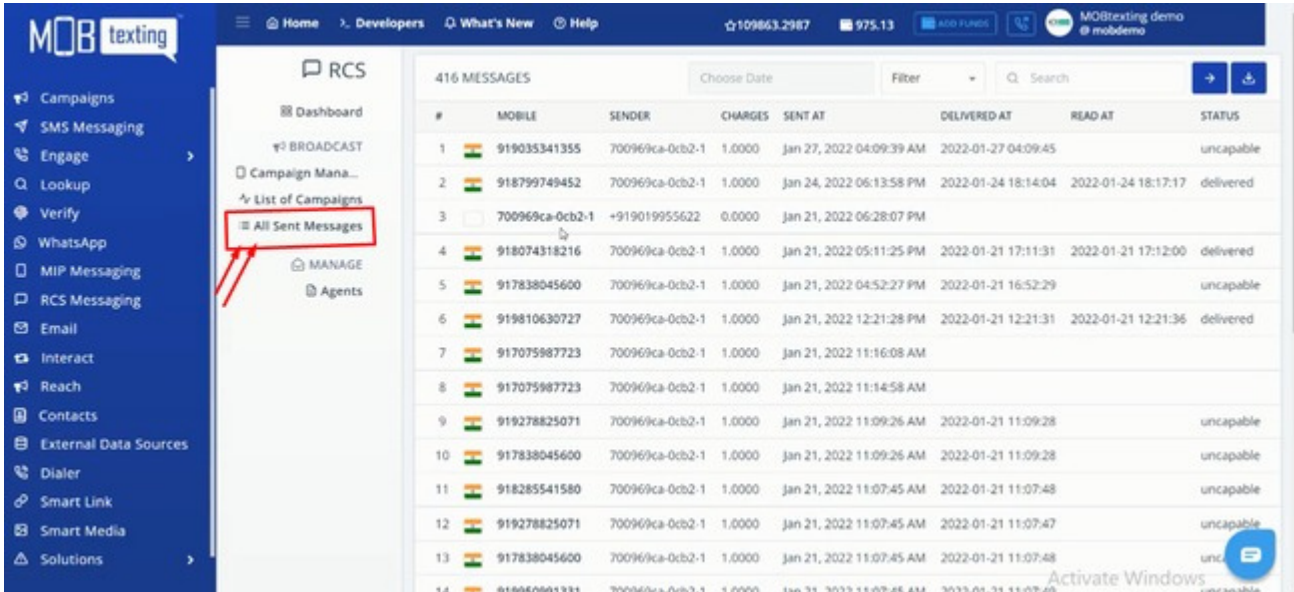 MOB texting
Home Developers What's New Help 109863.2987 975.13 ADD FUNDS MOBtexting demo
@ mobdemo
Campaigns
SMS Messaging
Engage
Lookup
Verify
WhatsApp
MIP Messaging
RCS Messaging
Email
Interact
Reach
Contacts
External Data Sources
Dialer
Smart Link
Smart Media
Solutions
RCS
Dashboard
BROADCAST
Campaign Mana...
List of Campaigns
All Sent Messages
MANAGE
Agents
416 MESSAGES Choose Date Filter Search
# MOBILE SENDER CHARGES SENT AT DELIVERED AT READ AT STATUS
1 919035341355 700969ca-0cb2-1 1.0000 Jan 27, 2022 04:09:39 AM 2022-01-27 04:09:45 uncapable
2 918799749452 700969ca-0cb2-1 1.0000 Jan 24, 2022 06:13:58 PM 2022-01-24 18:14:04 2022-01-24 18:17:17 delivered
3 700969ca-0cb2-1 +919019955622 0.0000 Jan 21, 2022 06:28:07 PM
4 918074318216 700969ca-0cb2-1 1.0000 Jan 21, 2022 05:11:25 PM 2022-01-21 17:11:31 2022-01-21 17:12:00 delivered
5 917838045600 700969ca-0cb2-1 1.0000 Jan 21, 2022 04:52:27 PM 2022-01-21 16:52:29 uncapable
6 919810630727 700969ca-0cb2-1 1.0000 Jan 21, 2022 12:21:28 PM 2022-01-21 12:21:31 2022-01-21 12:21:36 delivered
7 917075987723 700969ca-0cb2-1 1.0000 Jan 21, 2022 11:16:08 AM
8 917075987723 700969ca-0cb2-1 1.0000 Jan 21, 2022 11:14:58 AM
9 919278825071 700969ca-0cb2-1 1.0000 Jan 21, 2022 11:09:26 AM 2022-01-21 11:09:28 uncapable
10 917838045600 700969ca-0cb2-1 1.0000 Jan 21, 2022 11:09:26 AM 2022-01-21 11:09:28 uncapable
11 918285541580 700969ca-0cb2-1 1.0000 Jan 21, 2022 11:07:45 AM 2022-01-21 11:07:48 uncapable
12 919278825071 700969ca-0cb2-1 1.0000 Jan 21, 2022 11:07:45 AM 2022-01-21 11:07:47 uncapable
13 917838045600 700969ca-0cb2-1 1.0000 Jan 21, 2022 11:07:45 AM 2022-01-21 11:07:48
Activate Windows